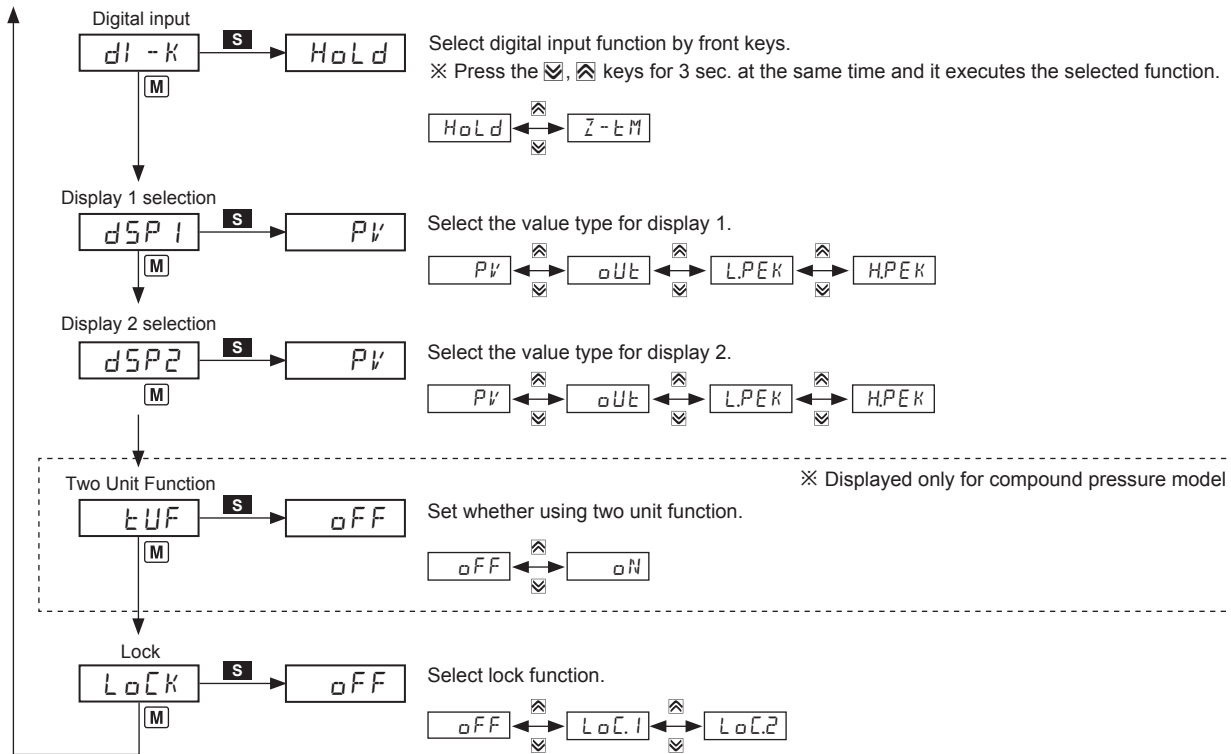 Digital input
dI - K S HoLd
M
Select digital input function by front keys.
※ Press the ︾, ︽ keys for 3 sec. at the same time and it executes the selected function.
HoLd Z-tM
Display 1 selection
dSP1 S PV
M
Select the value type for display 1.
PV oUt L.PEK H.PEK
Display 2 selection
dSP2 S PV
M
Select the value type for display 2.
PV oUt L.PEK H.PEK
※ Displayed only for compound pressure model
Two Unit Function
tUF S oFF
M
Set whether using two unit function.
oFF oN
Lock
LoCK S oFF
M
Select lock function.
oFF LoC.1 LoC.2